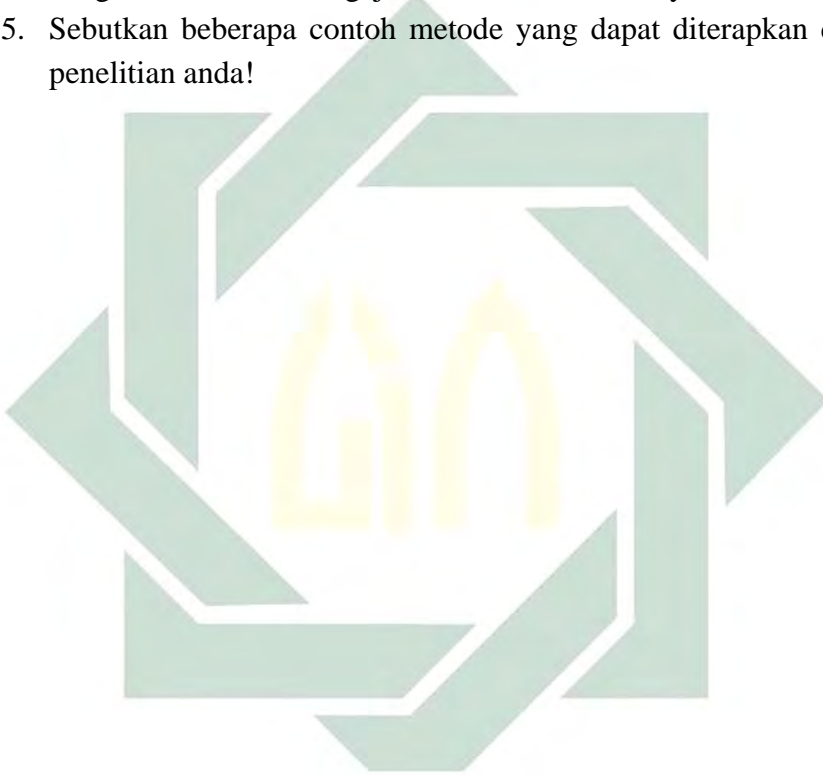 5. Sebutkan beberapa contoh metode yang dapat diterapkan
penelitian anda!